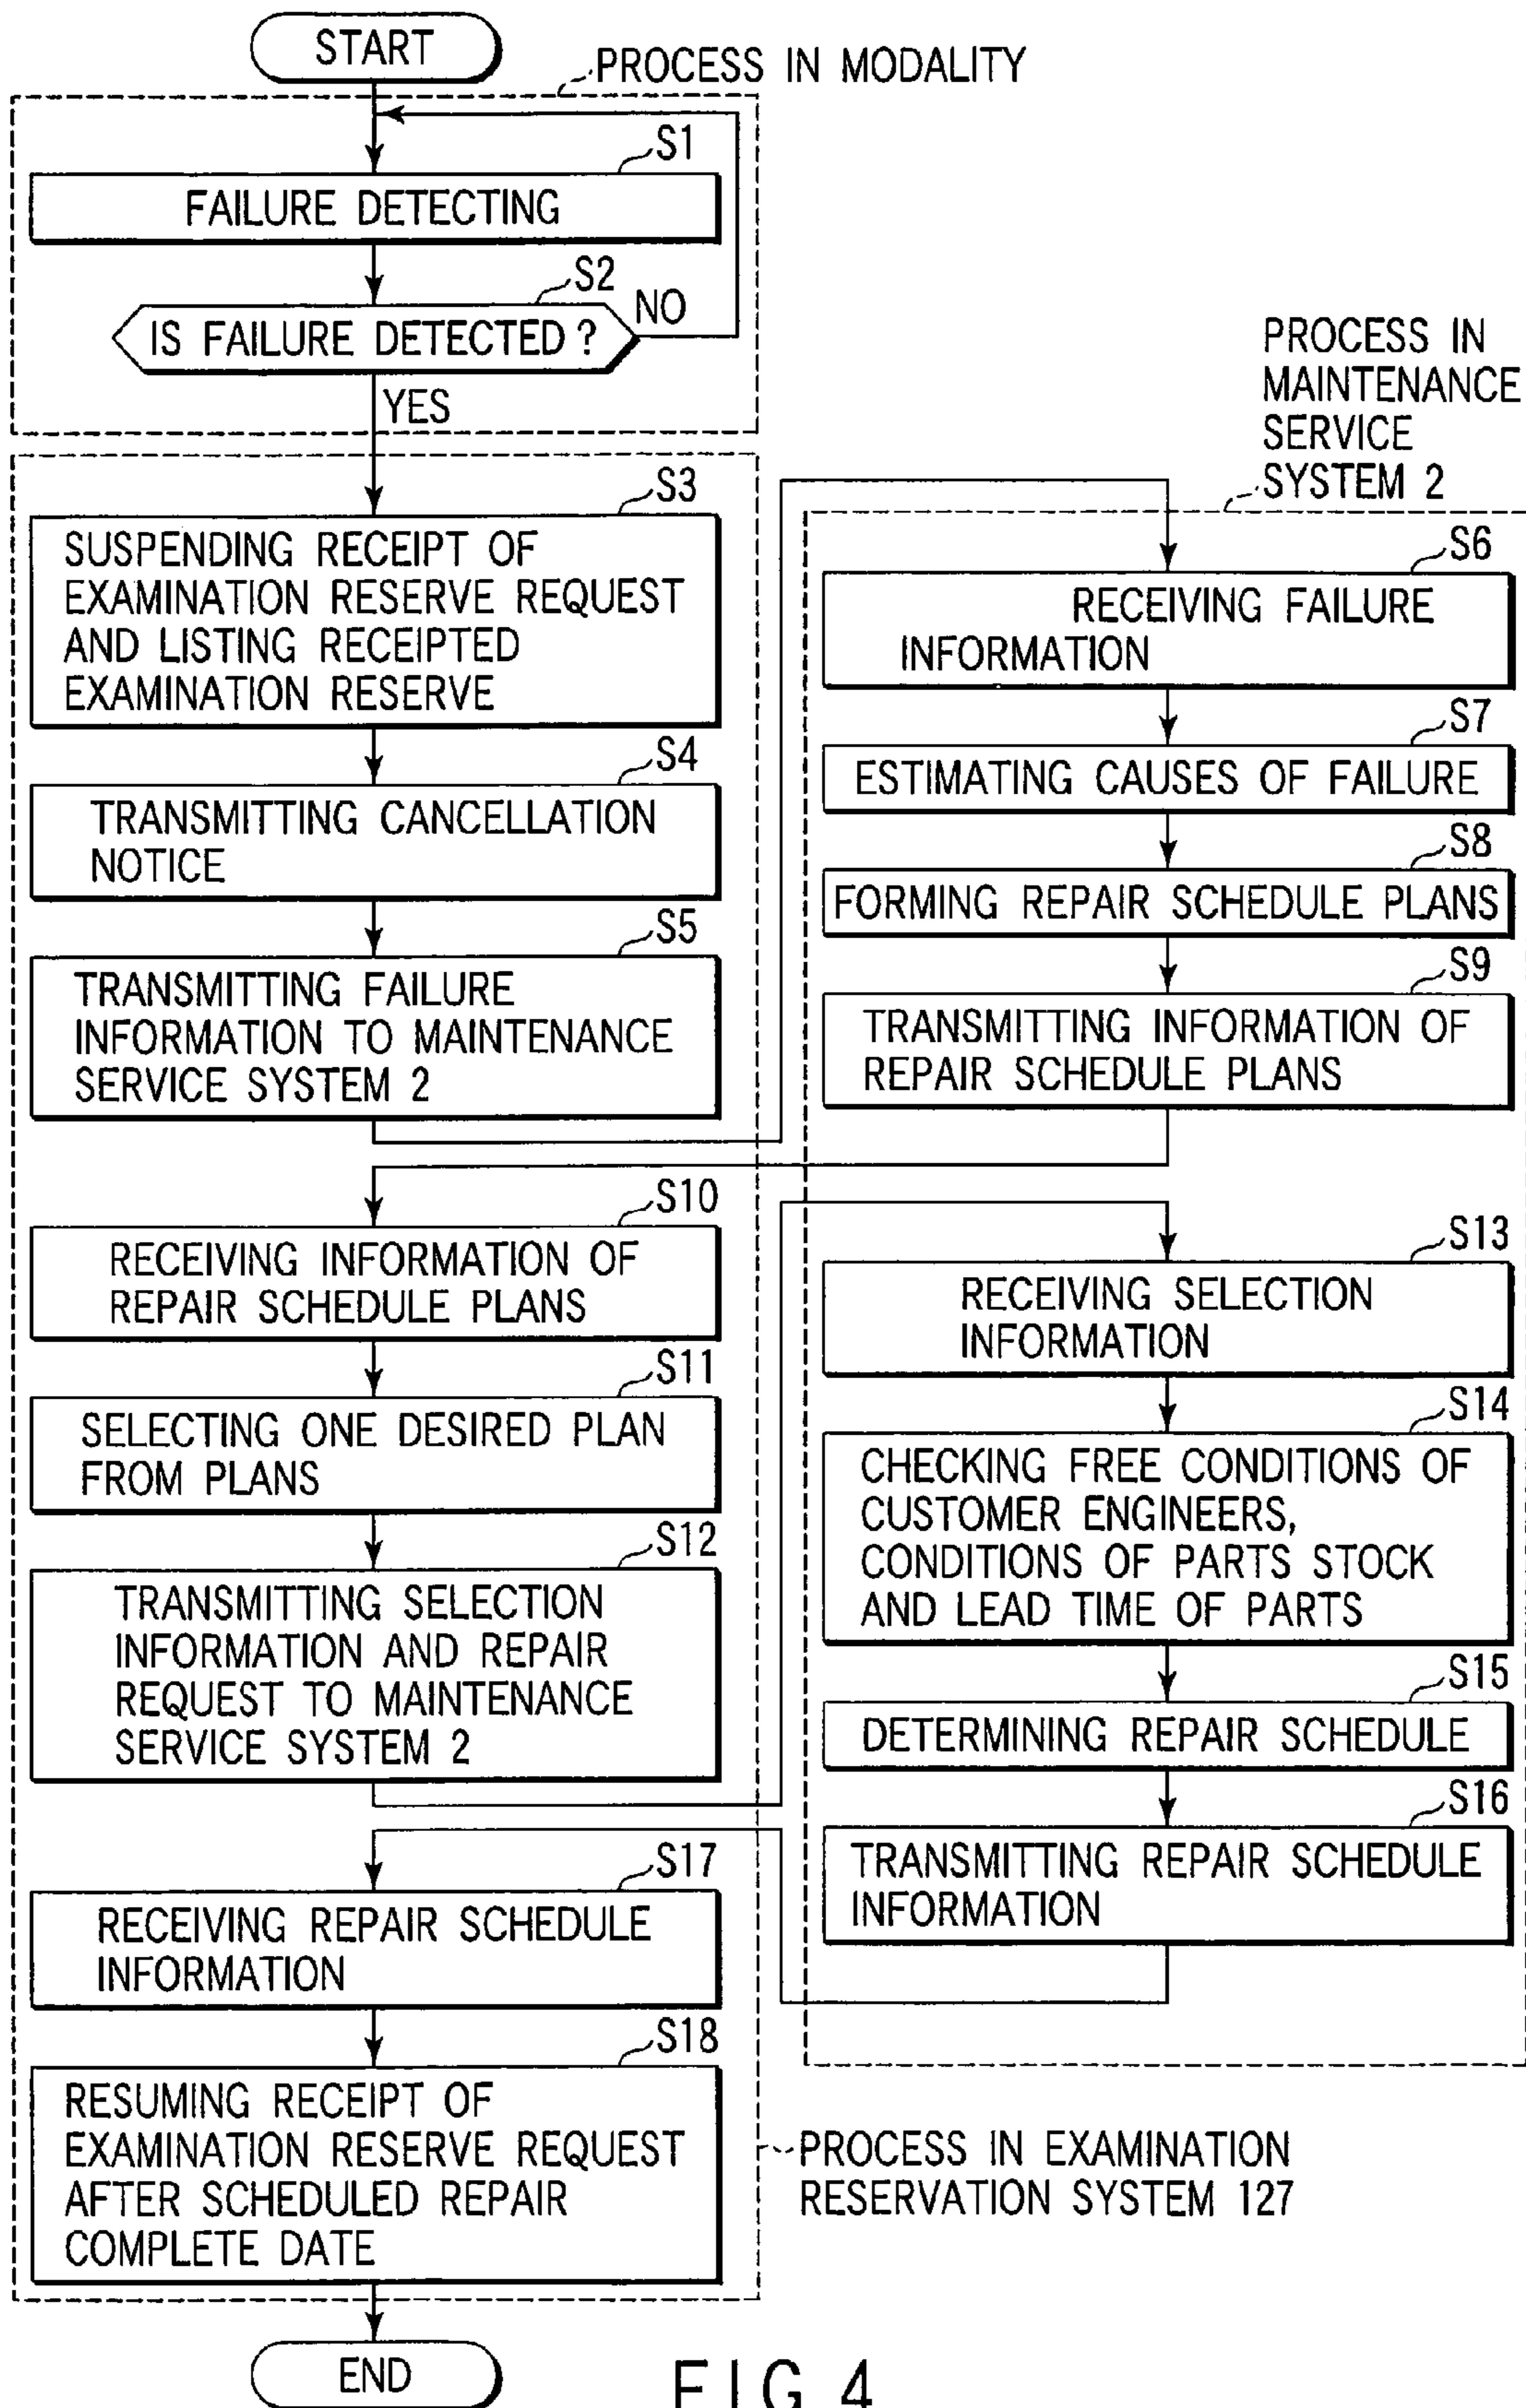 START
PROCESS IN MODALITY
S1
FAILURE DETECTING
S2
IS FAILURE DETECTED?
NO
YES
S3
SUSPENDING RECEIPT OF
EXAMINATION RESERVE REQUEST
AND LISTING RECEIPTED
EXAMINATION RESERVE
S4
TRANSMITTING CANCELLATION
NOTICE
S5
TRANSMITTING FAILURE
INFORMATION TO MAINTENANCE
SERVICE SYSTEM 2
PROCESS IN
MAINTENANCE
SERVICE
SYSTEM 2
S6
RECEIVING FAILURE
INFORMATION
S7
ESTIMATING CAUSES OF FAILURE
S8
FORMING REPAIR SCHEDULE PLANS
S9
TRANSMITTING INFORMATION OF
REPAIR SCHEDULE PLANS
S10
RECEIVING INFORMATION OF
REPAIR SCHEDULE PLANS
S11
SELECTING ONE DESIRED PLAN
FROM PLANS
S12
TRANSMITTING SELECTION
INFORMATION AND REPAIR
REQUEST TO MAINTENANCE
SERVICE SYSTEM 2
S13
RECEIVING SELECTION
INFORMATION
S14
CHECKING FREE CONDITIONS OF
CUSTOMER ENGINEERS,
CONDITIONS OF PARTS STOCK
AND LEAD TIME OF PARTS
S15
DETERMINING REPAIR SCHEDULE
S16
TRANSMITTING REPAIR SCHEDULE
INFORMATION
S17
RECEIVING REPAIR SCHEDULE
INFORMATION
S18
RESUMING RECEIPT OF
EXAMINATION RESERVE REQUEST
AFTER SCHEDULED REPAIR
COMPLETE DATE
PROCESS IN EXAMINATION
RESERVATION SYSTEM 127
END
FIG. 4